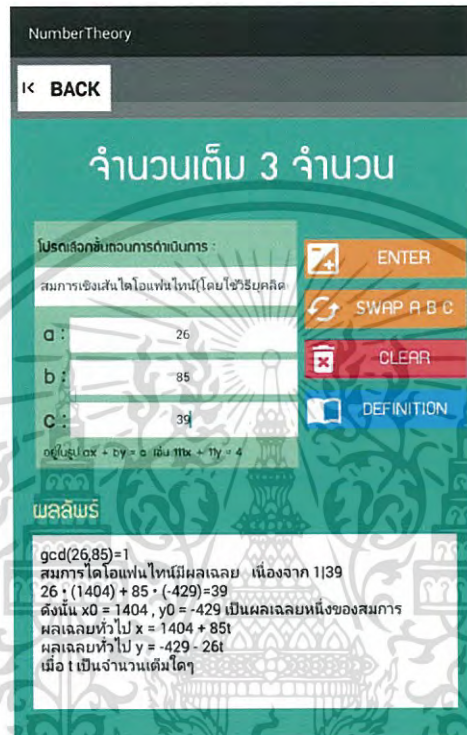 NumberTheory
BACK
จำนวนเต็ม 3 จำนวน
โปรดเลือกขั้นตอนการดำเนินการ :
สมการเชิงเส้นไดโอแฟนไทน์(โดยใช้วิธียุคลิด
a : 26
b : 85
c : 39
อยู่ในรูป ax + by = c เช่น 111x + 11y = 4
ENTER
SWAP A B C
CLEAR
DEFINITION
ผลลัพธ์
gcd(26,85)=1
สมการไดโอแฟนไทน์มีผลเฉลย เนื่องจาก 1|39
26 · (1404) + 85 · (-429)=39
ดังนั้น x0 = 1404 , y0 = -429 เป็นผลเฉลยหนึ่งของสมการ
ผลเฉลยทั่วไป x = 1404 + 85t
ผลเฉลยทั่วไป y = -429 - 26t
เมื่อ t เป็นจำนวนเต็มใดๆ